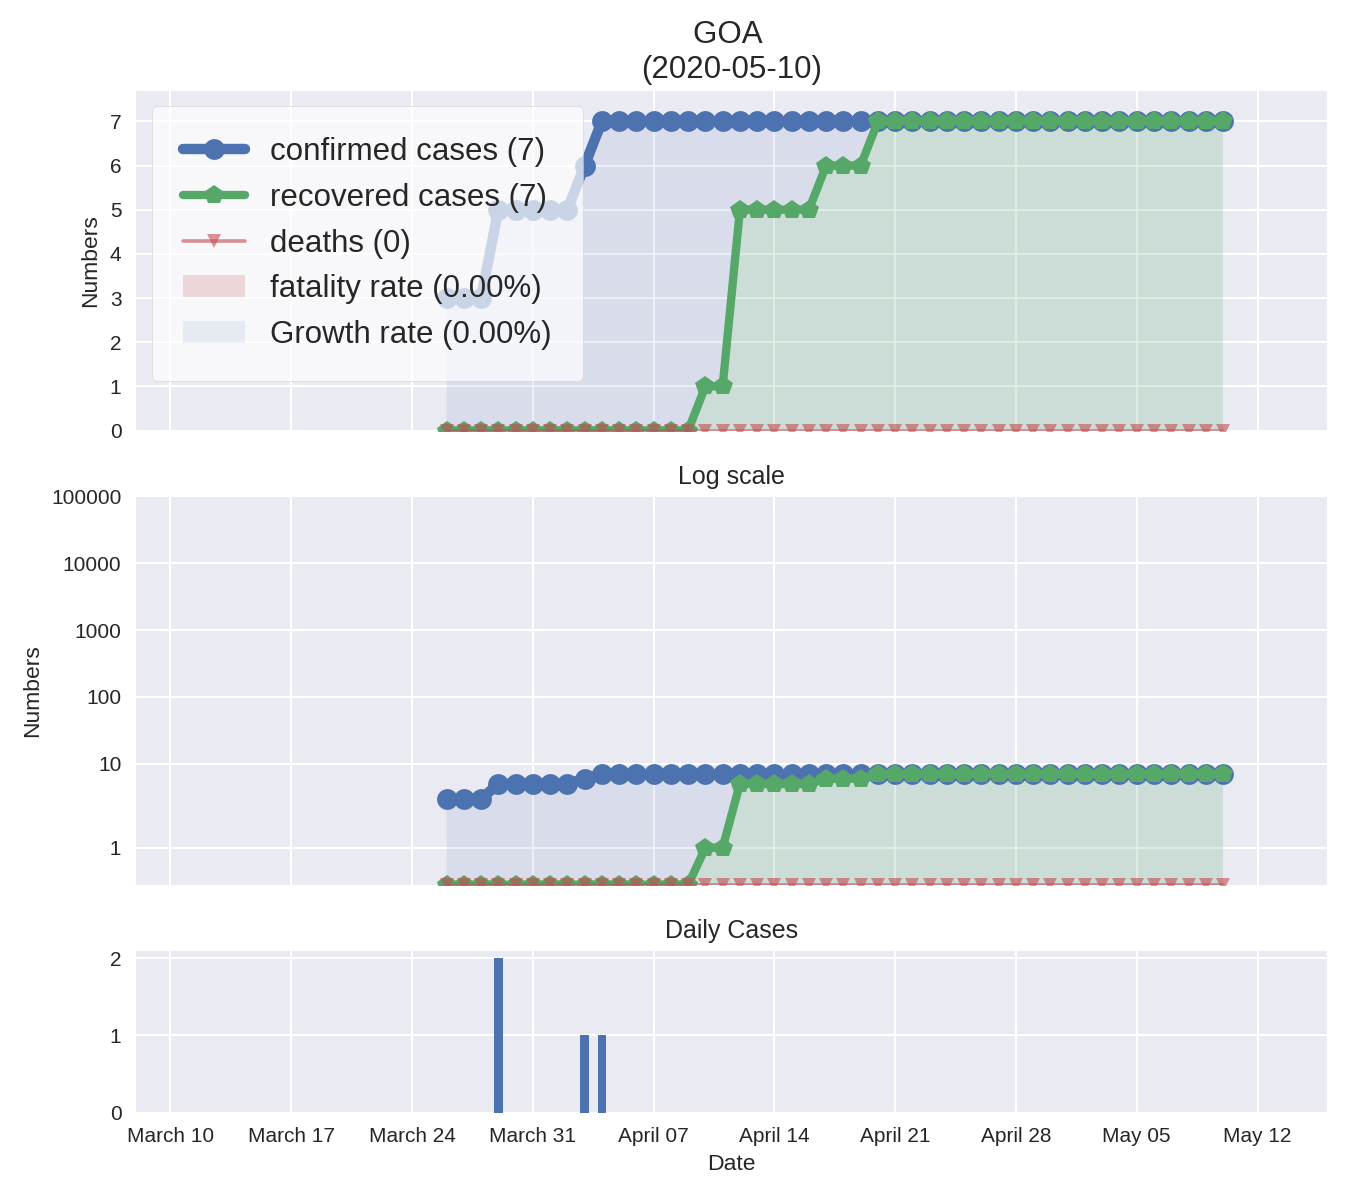 GOA
(2020-05-10)
7
6
5
4
3
2
1
0
Numbers
confirmed cases (7)
recovered cases (7)
deaths (0)
fatality rate (0.00%)
Growth rate (0.00%)
Log scale
100000
10000
1000
100
10
1
Numbers
Daily Cases
2
1
0
March 10 March 17 March 24 March 31 April 07 April 14 April 21 April 28 May 05 May 12
Date